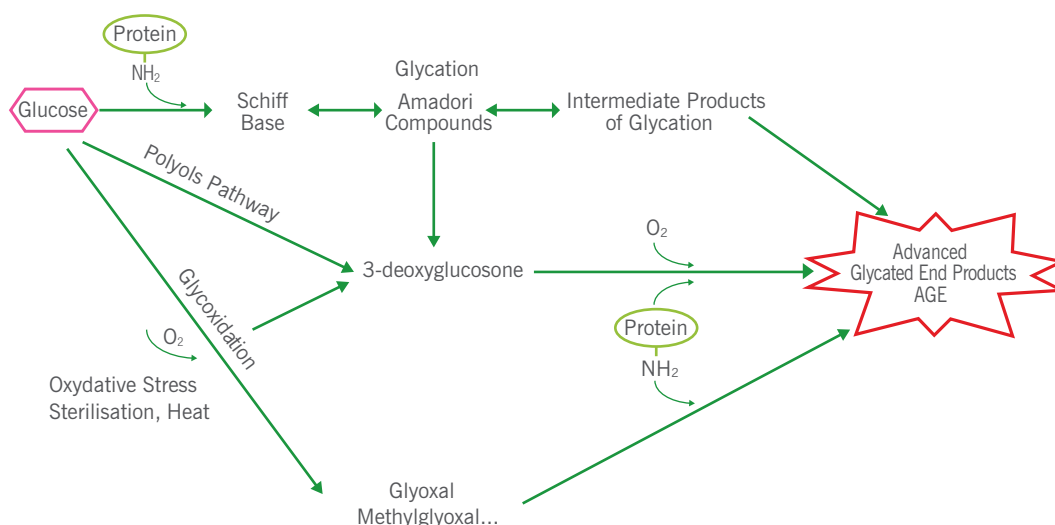 Protein
NH₂
Glycation
Glucose
Schiff
Base
Amadori
Compounds
Intermediate Products
of Glycation
Polyols Pathway
O₂
3-deoxyglucosone
Advanced
Glycated End Products
AGE
Glycoxidation
O₂
Protein
NH₂
Oxydative Stress
Sterilisation, Heat
Glyoxal
Methylglyoxal...